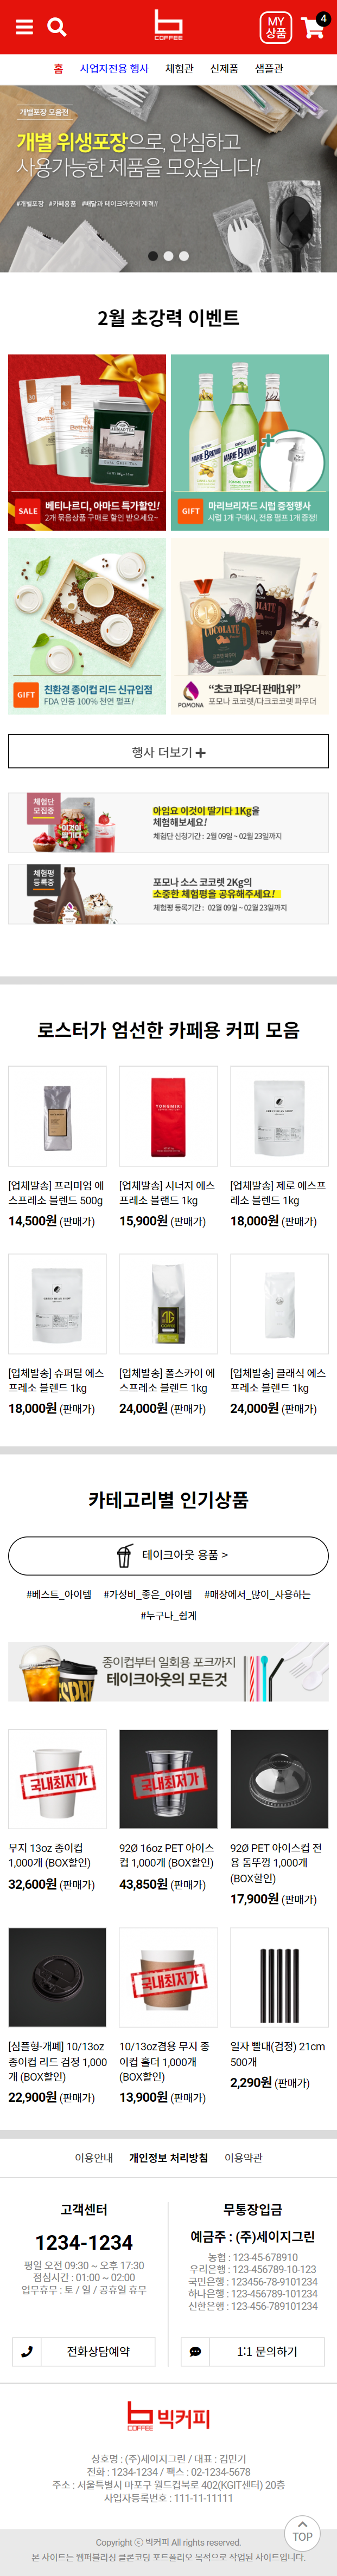 COFFEE
MY
상품
4
홈 사업자전용 행사 체험관 신제품 샘플관
개별포장 모음전
개별 위생포장으로, 안심하고
사용가능한 제품을 모았습니다!
#개별포장 #카페용품 #배달과 테이크아웃에 제격!!
2월 초강력 이벤트
SALE
베티나르디, 아마드 특가할인!
2개 묶음상품 구매로 할인 받으세요~
GIFT
마리브리자드 시럽 증정행사
시럽 1개 구매시, 전용 펌프 1개 증정!
GIFT
친환경 종이컵 리드 신규입점
FDA 인증 100% 천연 펄프!
POMONA
“초코 파우더 판매1위”
포모나 코코렛/다크코코렛 파우더
행사 더보기
체험단
모집중
아임요 이것이 딸기다 1Kg을
체험해보세요!
체험단 신청기간 : 2월 09일 ~ 02월 23일까지
체험평
등록중
포모나 소스 코코렛 2Kg의
소중한 체험평을 공유해주세요!
체험평 등록기간 : 02월 09일 ~ 02월 23일까지
로스터가 엄선한 카페용 커피 모음
[업체발송] 프리미엄 에
스프레소 블렌드 500g
14,500원 (판매가)
[업체발송] 시너지 에스
프레소 블랜드 1kg
15,900원 (판매가)
[업체발송] 제로 에스프
레소 블렌드 1kg
18,000원 (판매가)
[업체발송] 슈퍼딜 에스
프레소 블렌드 1kg
18,000원 (판매가)
[업체발송] 폴스카이 에
스프레소 블렌드 1kg
24,000원 (판매가)
[업체발송] 클래식 에스
프레소 블렌드 1kg
24,000원 (판매가)
카테고리별 인기상품
테이크아웃 용품 >
#베스트_아이템 #가성비_좋은_아이템 #매장에서_많이_사용하는
#누구나_쉽게
종이컵부터 일회용 포크까지
테이크아웃의 모든것
국내최저가
무지 13oz 종이컵
1,000개 (BOX할인)
32,600원 (판매가)
국내최저가
92Ø 16oz PET 아이스
컵 1,000개 (BOX할인)
43,850원 (판매가)
92Ø PET 아이스컵 전
용 돔뚜껑 1,000개
(BOX할인)
17,900원 (판매가)
[심플형-개폐] 10/13oz
종이컵 리드 검정 1,000
개 (BOX할인)
22,900원 (판매가)
국내최저가
10/13oz겸용 무지 종
이컵 홀더 1,000개
(BOX할인)
13,900원 (판매가)
일자 빨대(검정) 21cm
500개
2,290원 (판매가)
이용안내 개인정보 처리방침 이용약관
고객센터
1234-1234
평일 오전 09:30 ~ 오후 17:30
점심시간 : 01:00 ~ 02:00
업무휴무 : 토 / 일 / 공휴일 휴무
전화상담예약
무통장입금
예금주 : (주)세이지그린
농협 : 123-45-678910
우리은행 : 123-456789-10-123
국민은행 : 123456-78-9101234
하나은행 : 123-456789-101234
신한은행 : 123-456-789101234
1:1 문의하기
COFFEE 빅커피
상호명 : (주)세이지그린 / 대표 : 김민기
전화 : 1234-1234 / 팩스 : 02-1234-5678
주소 : 서울특별시 마포구 월드컵북로 402(KGIT센터) 20층
사업자등록번호 : 111-11-11111
TOP
Copyright ⓒ 빅커피 All rights reserved.
본 사이트는 웹퍼블리싱 클론코딩 포트폴리오 목적으로 작업된 사이트입니다.